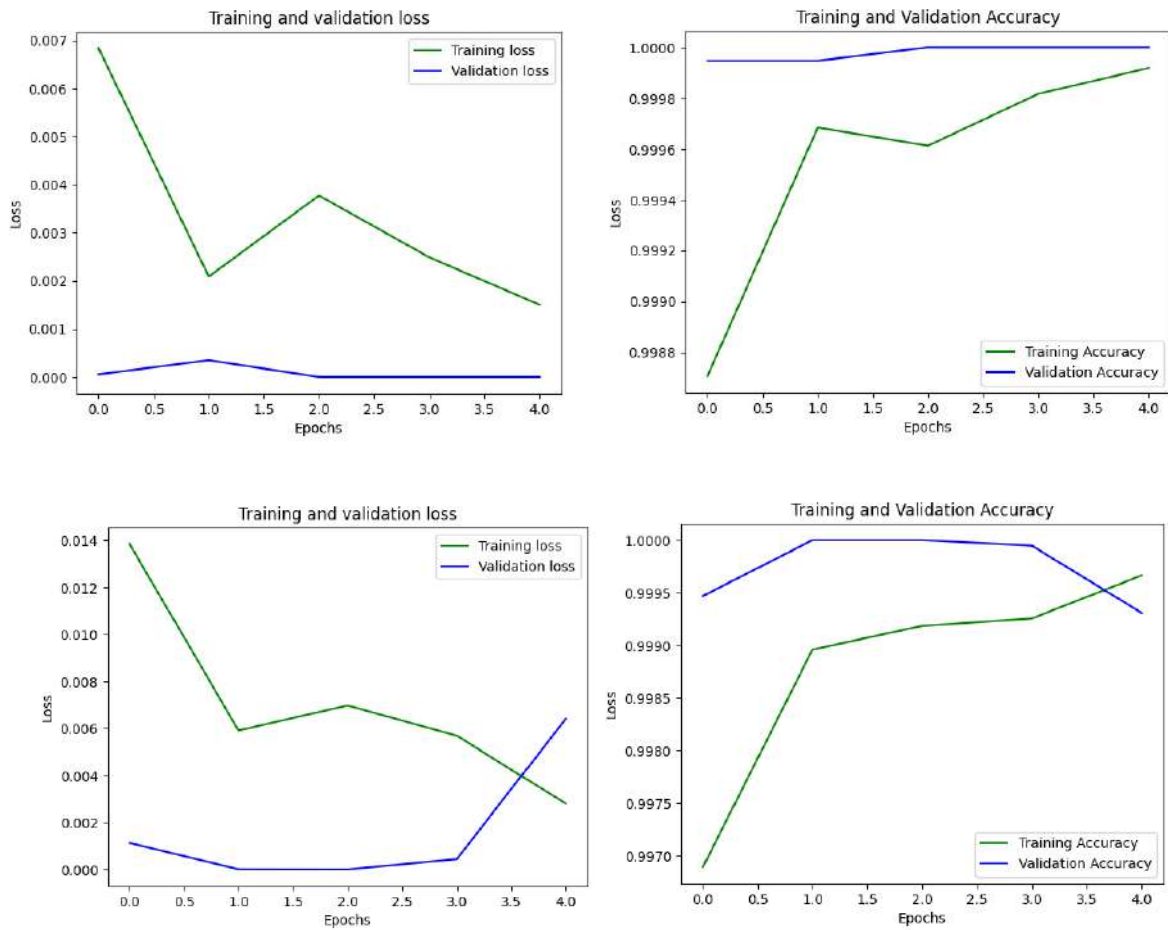 Training and validation loss
0.007
0.006
0.005
0.004
0.003
0.002
0.001
0.000
Loss
Training loss
Validation loss
0.0 0.5 1.0 1.5 2.0 2.5 3.0 3.5 4.0
Epochs
Training and Validation Accuracy
1.0000
0.9998
0.9996
0.9994
0.9992
0.9990
0.9988
Loss
Training Accuracy
Validation Accuracy
0.0 0.5 1.0 1.5 2.0 2.5 3.0 3.5 4.0
Epochs
Training and validation loss
0.014
0.012
0.010
0.008
0.006
0.004
0.002
0.000
Loss
Training loss
Validation loss
0.0 0.5 1.0 1.5 2.0 2.5 3.0 3.5 4.0
Epochs
Training and Validation Accuracy
1.0000
0.9995
0.9990
0.9985
0.9980
0.9975
0.9970
Loss
Training Accuracy
Validation Accuracy
0.0 0.5 1.0 1.5 2.0 2.5 3.0 3.5 4.0
Epochs